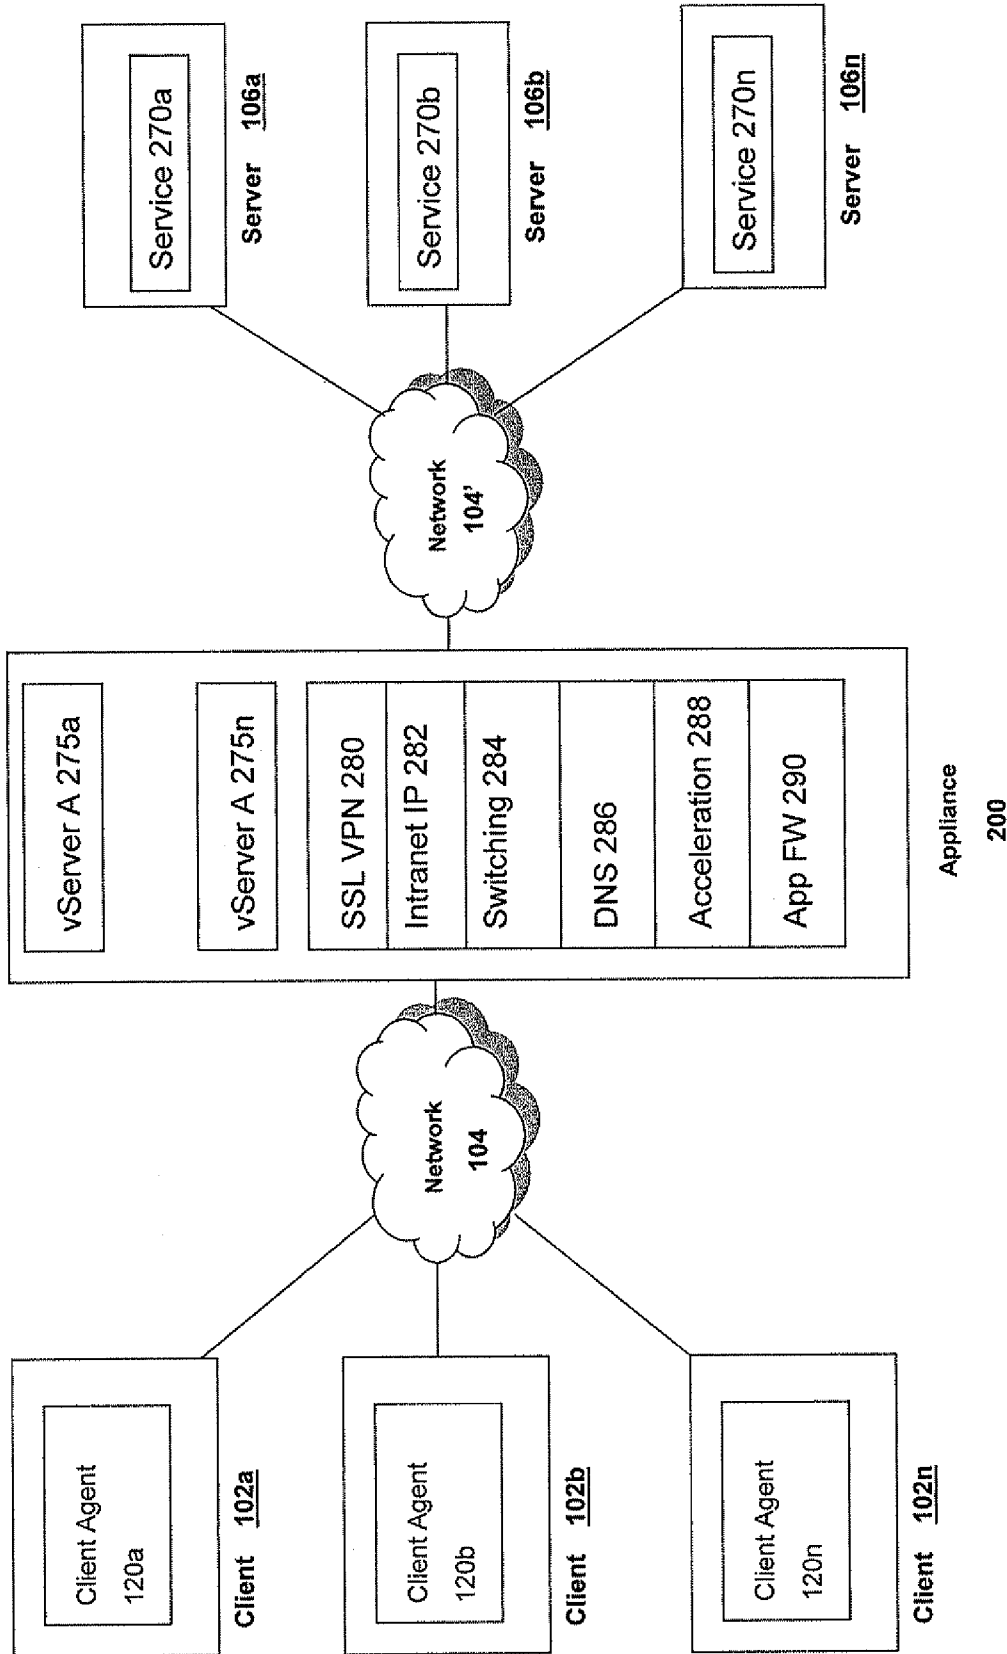 Client Agent
120a
Client 102a
Client Agent
120b
Client 102b
Client Agent
120n
Client 102n
Network
104
vServer A 275a
vServer A 275n
SSL VPN 280
Intranet IP 282
Switching 284
DNS 286
Acceleration 288
App FW 290
Appliance
200
Network
104'
Service 270a
Server 106a
Service 270b
Server 106b
Service 270n
Server 106n